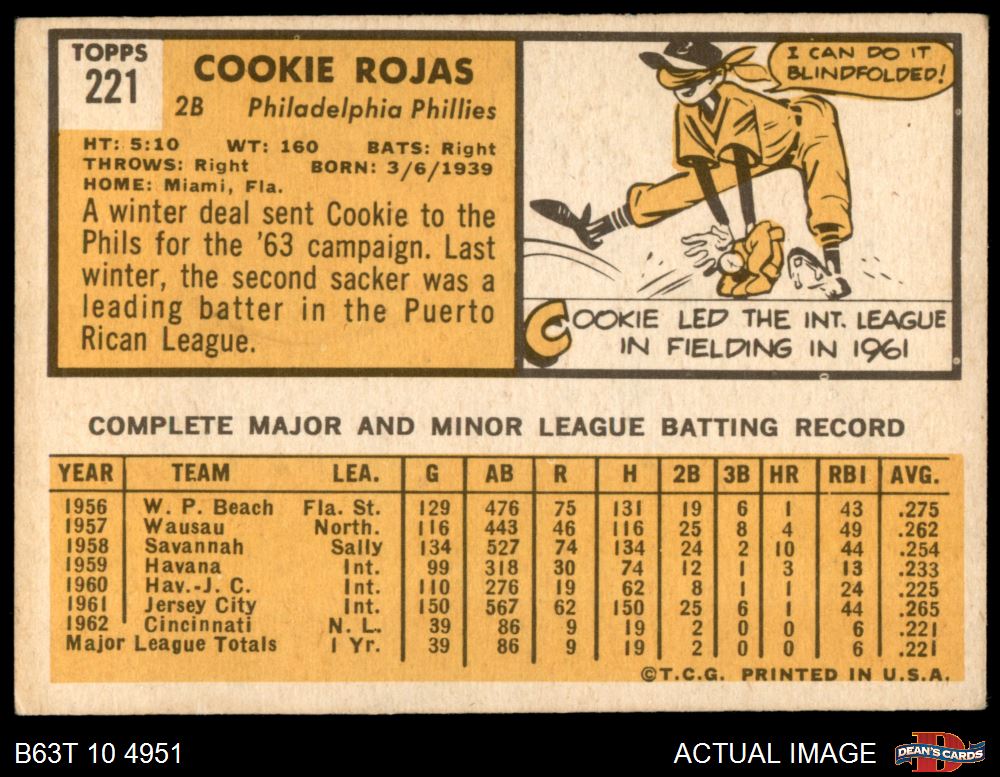 TOPPS
221
COOKIE ROJAS
2B Philadelphia Phillies
HT: 5:10 WT: 160 BATS: Right
THROWS: Right BORN: 3/6/1939
HOME: Miami, Fla.
A winter deal sent Cookie to the
Phils for the '63 campaign. Last
winter, the second sacker was a
leading batter in the Puerto
Rican League.
I CAN DO IT
BLINDFOLDED!
COOKIE LED THE INT. LEAGUE
IN FIELDING IN 1961
COMPLETE MAJOR AND MINOR LEAGUE BATTING RECORD
YEAR TEAM LEA. G AB R H 2B 3B HR RBI AVG.
1956 W. P. Beach Fla. St. 129 476 75 131 19 6 1 43 .275
1957 Wausau North. 116 443 46 116 25 8 4 49 .262
1958 Savannah Sally 134 527 74 134 24 2 10 44 .254
1959 Havana Int. 99 318 30 74 12 1 3 13 .233
1960 Hav.-J. C. Int. 110 276 19 62 8 1 1 24 .225
1961 Jersey City Int. 150 567 62 150 25 6 1 44 .265
1962 Cincinnati N. L. 39 86 9 19 2 0 0 6 .221
Major League Totals 1 Yr. 39 86 9 19 2 0 0 6 .221
©T.C.G. PRINTED IN U.S.A.
B63T 10 4951
ACTUAL IMAGE
D
DEAN'S CARDS